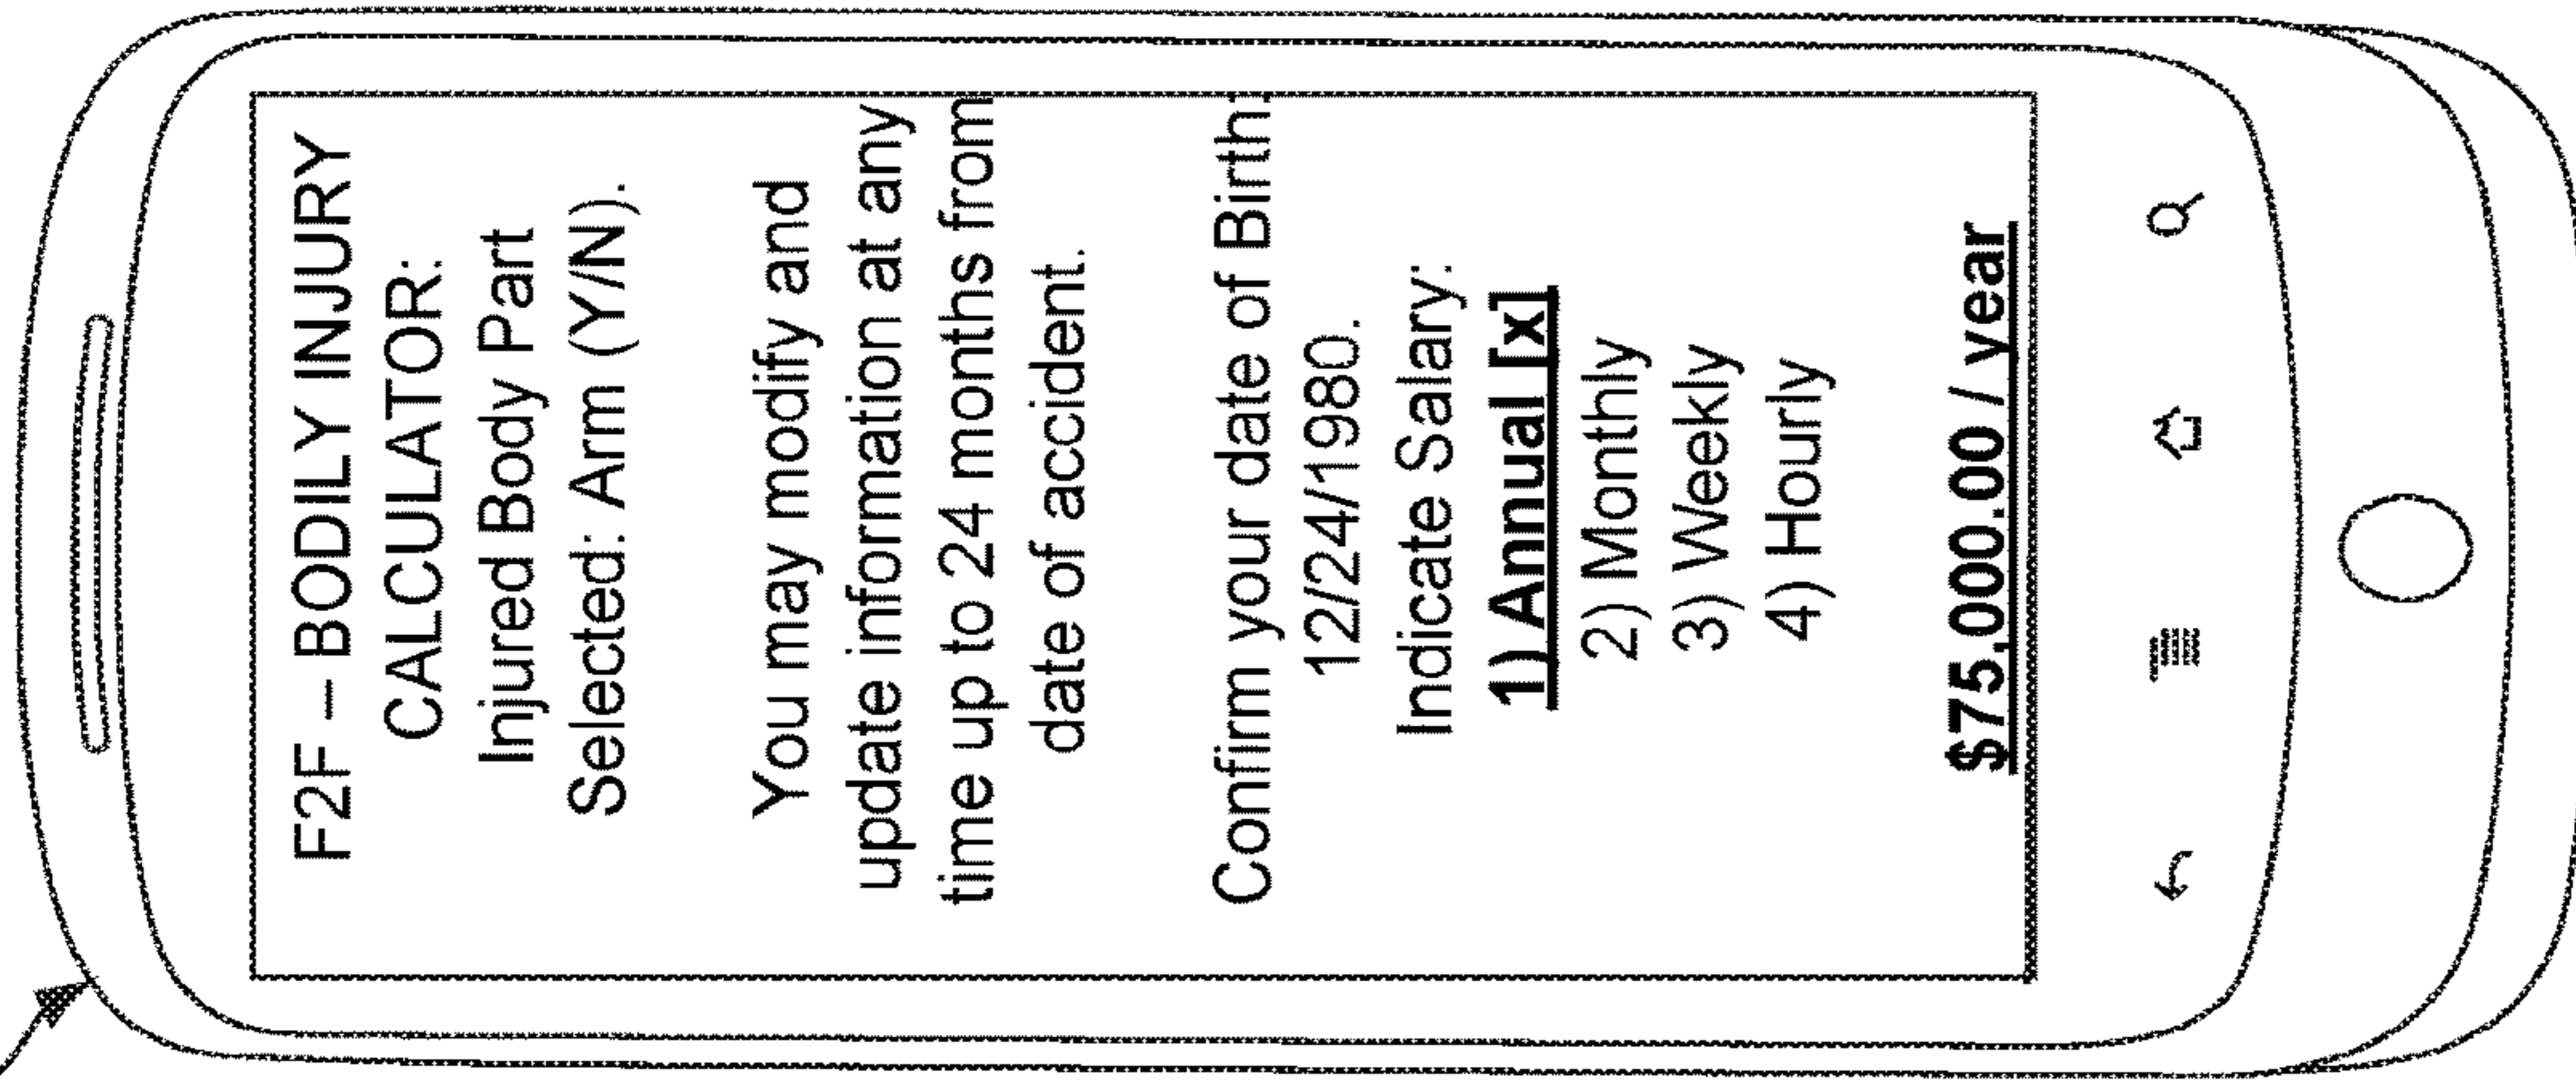 F2F – BODILY INJURY
CALCULATOR:
Injured Body Part
Selected: Arm (Y/N).
You may modify and
update information at any
time up to 24 months from
date of accident.
Confirm your date of Birth:
12/24/1980.
Indicate Salary:
1) Annual [x]
2) Monthly
3) Weekly
4) Hourly
$75,000.00 / year